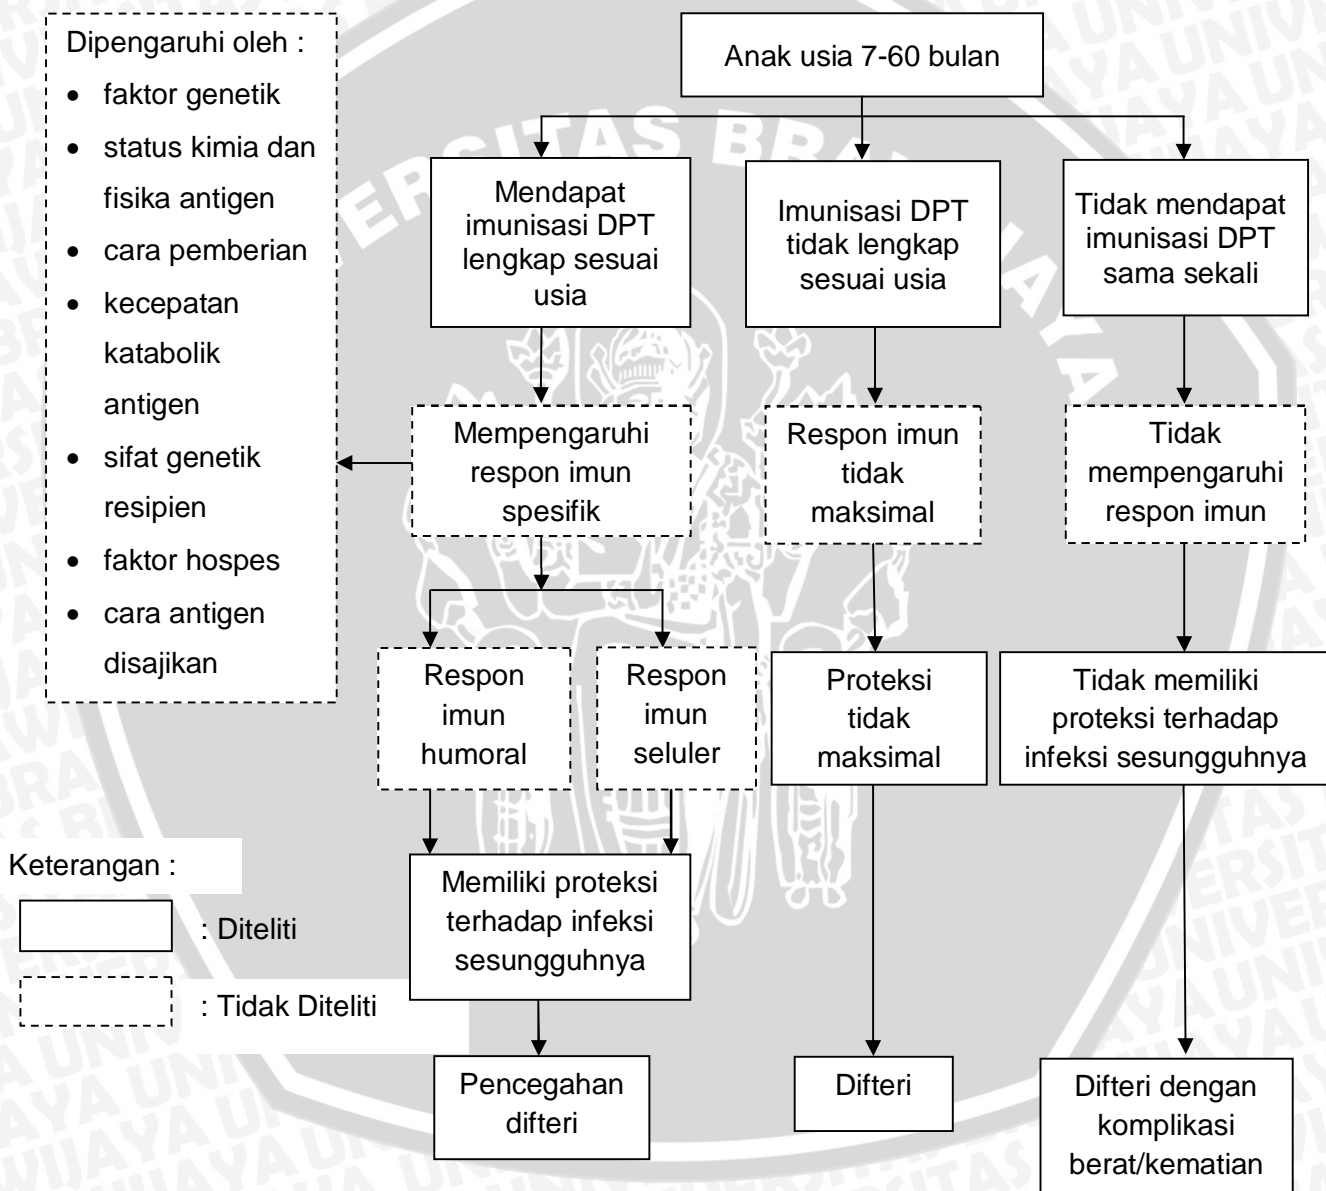 Dipengaruhi oleh :
• faktor genetik
• status kimia dan
fisika antigen
• cara pemberian
• kecepatan
katabolik
antigen
• sifat genetik
resipien
• faktor hospes
• cara antigen
disajikan
Anak usia 7-60 bulan
Mendapat
imunisasi DPT
lengkap sesuai
usia
Imunisasi DPT
tidak lengkap
sesuai usia
Tidak mendapat
imunisasi DPT
sama sekali
Mempengaruhi
respon imun
spesifik
Respon imun
tidak
maksimal
Tidak
mempengaruhi
respon imun
Respon
imun
humoral
Respon
imun
seluler
Proteksi
tidak
maksimal
Tidak memiliki
proteksi terhadap
infeksi sesungguhnya
Memiliki proteksi
terhadap infeksi
sesungguhnya
Pencegahan
difteri
Difteri
Difteri dengan
komplikasi
berat/kematian
Keterangan :
: Diteliti
: Tidak Diteliti